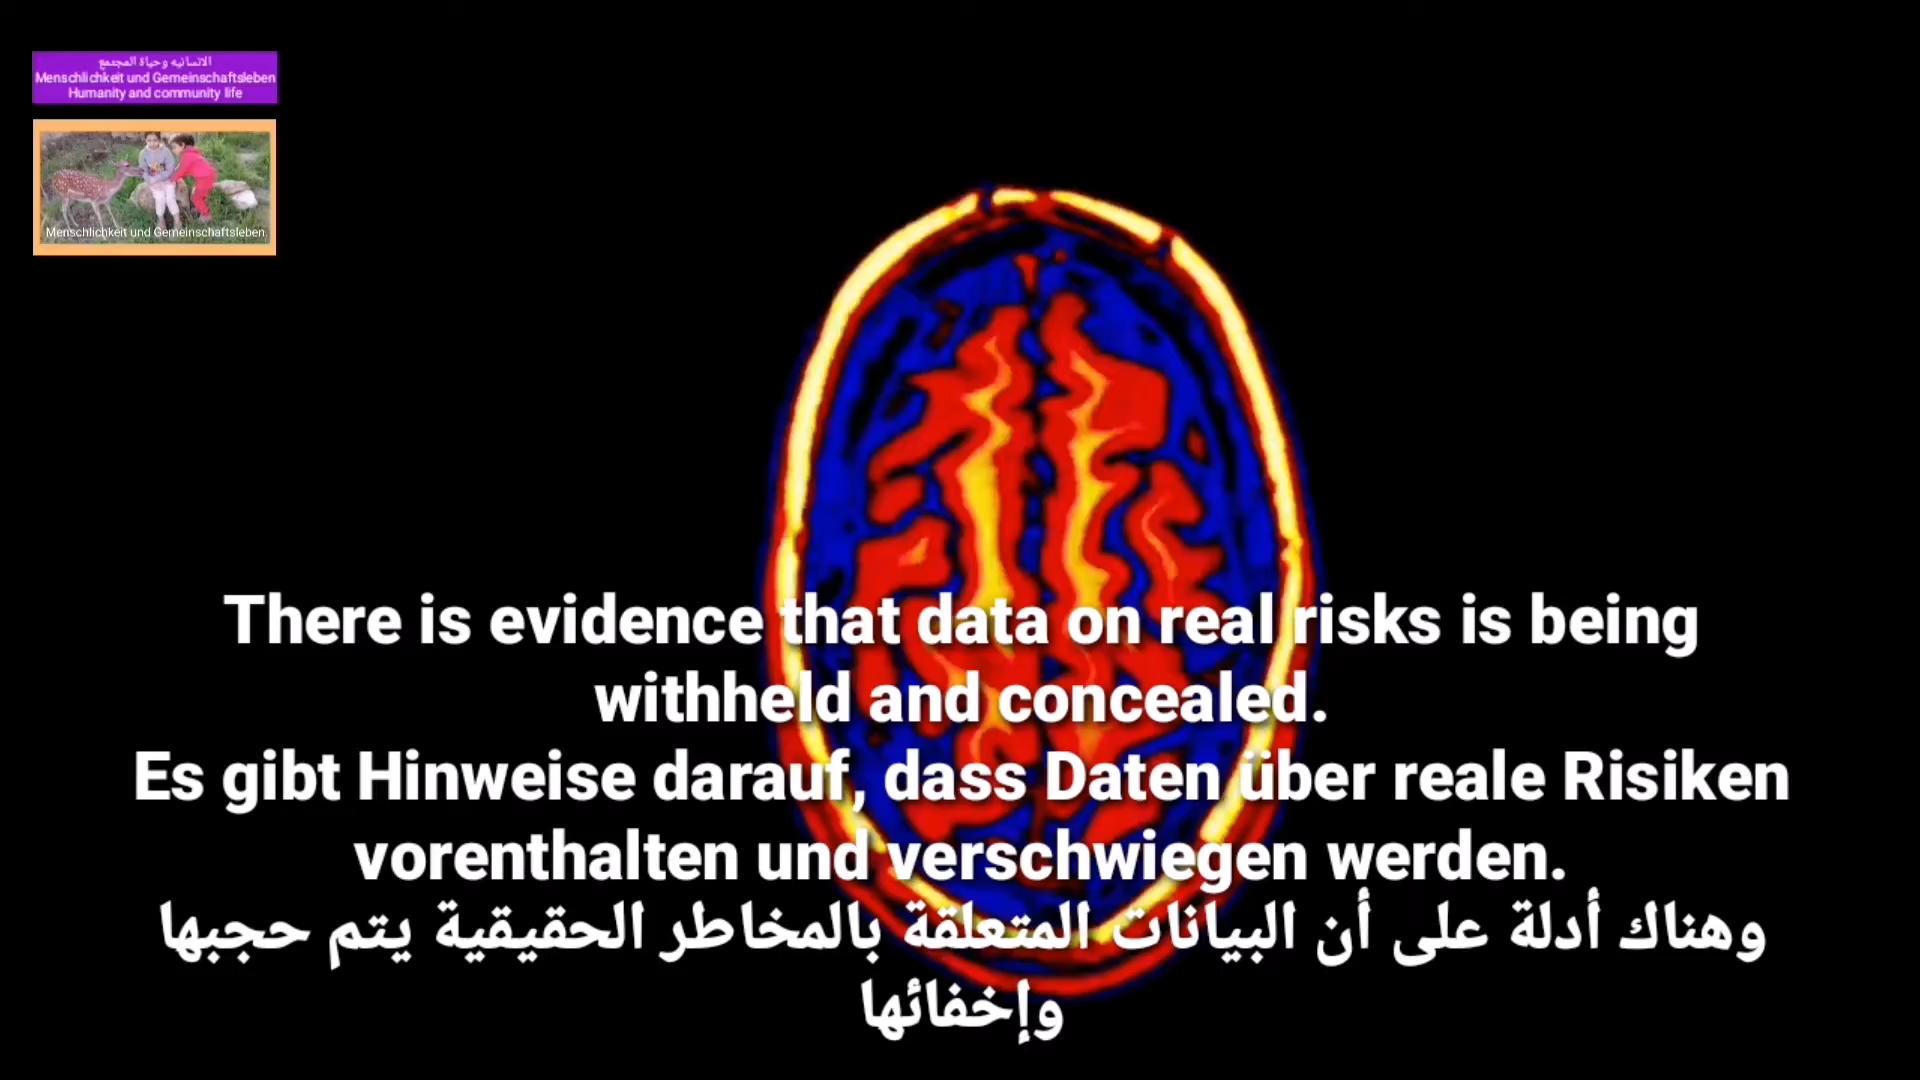 الانسانيه وحياة المجتمع
Menschlichkeit und Gemeinschaftsleben
Humanity and community life
Menschlichkeit und Gemeinschaftsleben
There is evidence that data on real risks is being
withheld and concealed.
Es gibt Hinweise darauf, dass Daten über reale Risiken
vorenthalten und verschwiegen werden.
وهناك أدلة على أن البيانات المتعلقة بالمخاطر الحقيقية يتم حجبها
وإخفائها